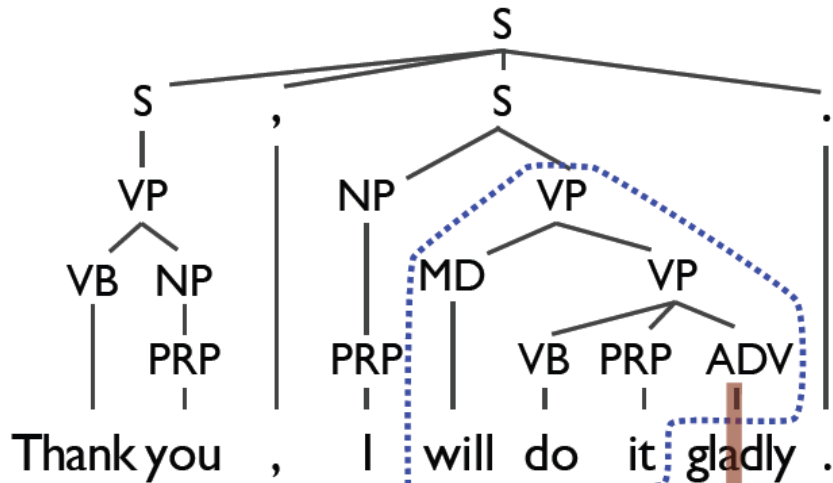 S
S , S .
VP NP VP
VB NP MD VP
PRP PRP VB PRP ADV
Thank you , I will do it gladly .